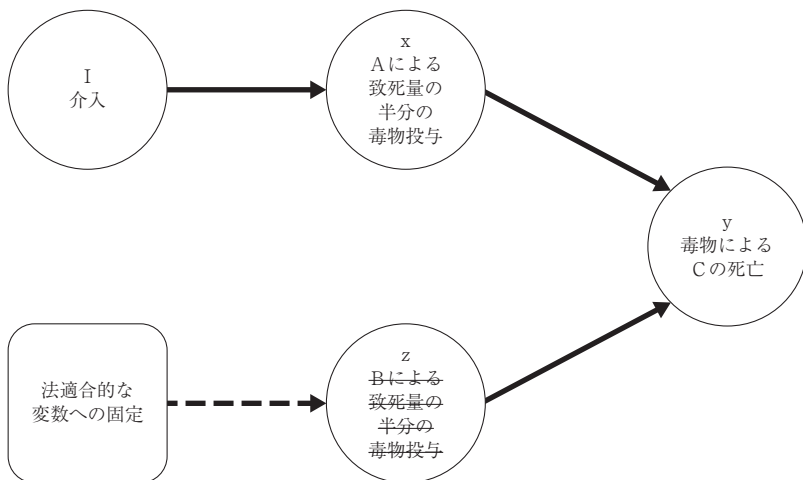 I
介入
x
Aによる
致死量の
半分の
毒物投与
y
毒物による
Cの死亡
法適合的な
変数への固定
z
Bによる
致死量の
半分の
毒物投与